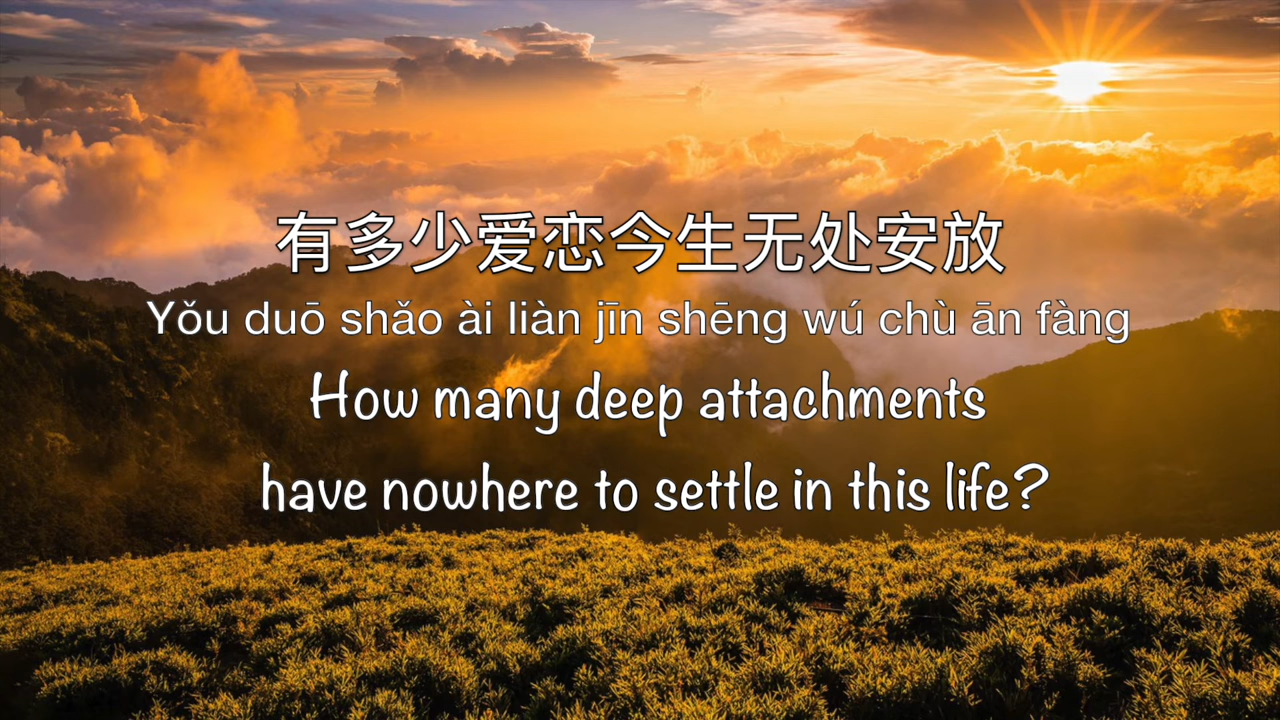 有多少爱恋今生无处安放
Yǒu duō shǎo ài liàn jīn shēng wú chù ān fàng
How many deep attachments
have nowhere to settle in this life?